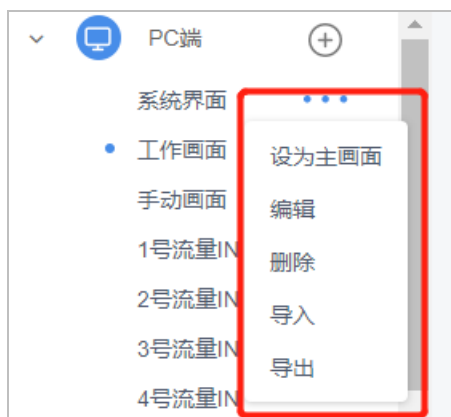 PC端
系统界面
工作画面
手动画面
1号流量IN
2号流量IN
3号流量IN
4号流量IN
设为主画面
编辑
删除
导入
导出